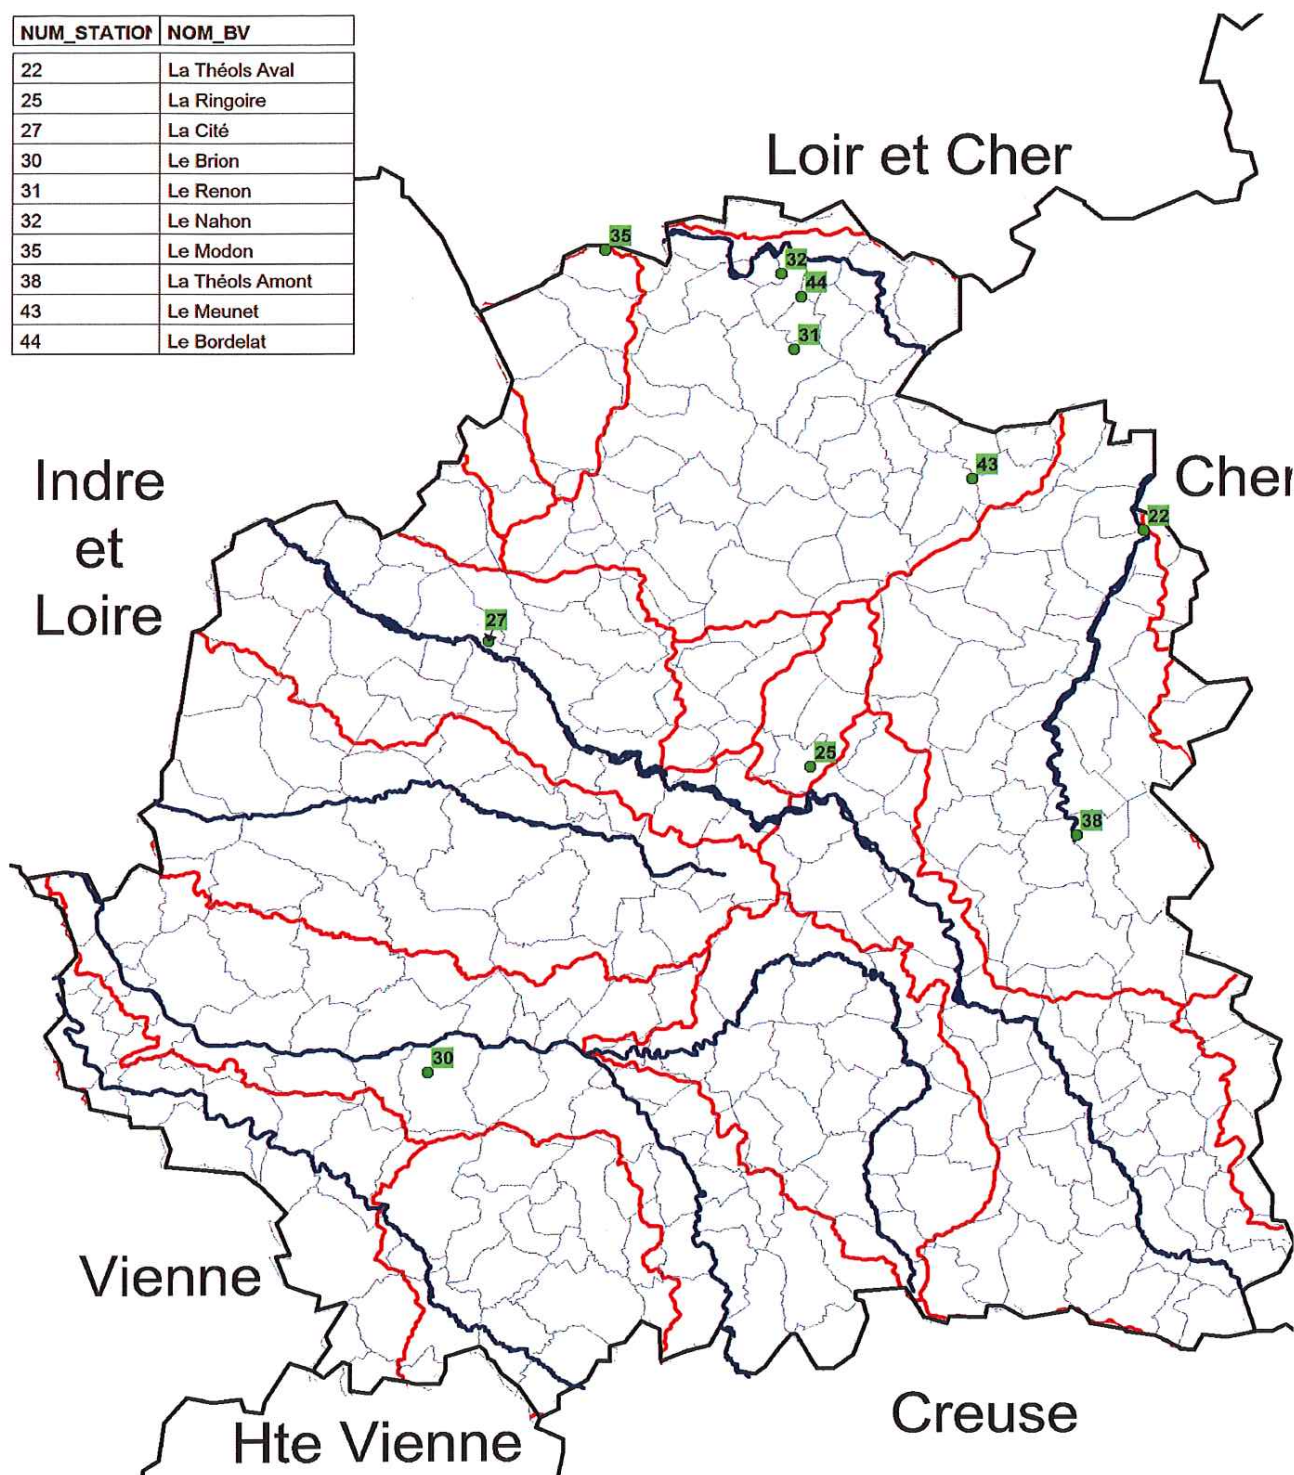 NUM_STATION NOM_BV
22 La Théols Aval
25 La Ringoire
27 La Cité
30 Le Brion
31 Le Renon
32 Le Nahon
35 Le Modon
38 La Théols Amont
43 Le Meunet
44 Le Bordelat
Loir et Cher
35
32
44
31
Indre
et
Loire
43
Cher
22
27
25
38
30
Vienne
Hte Vienne
Creuse